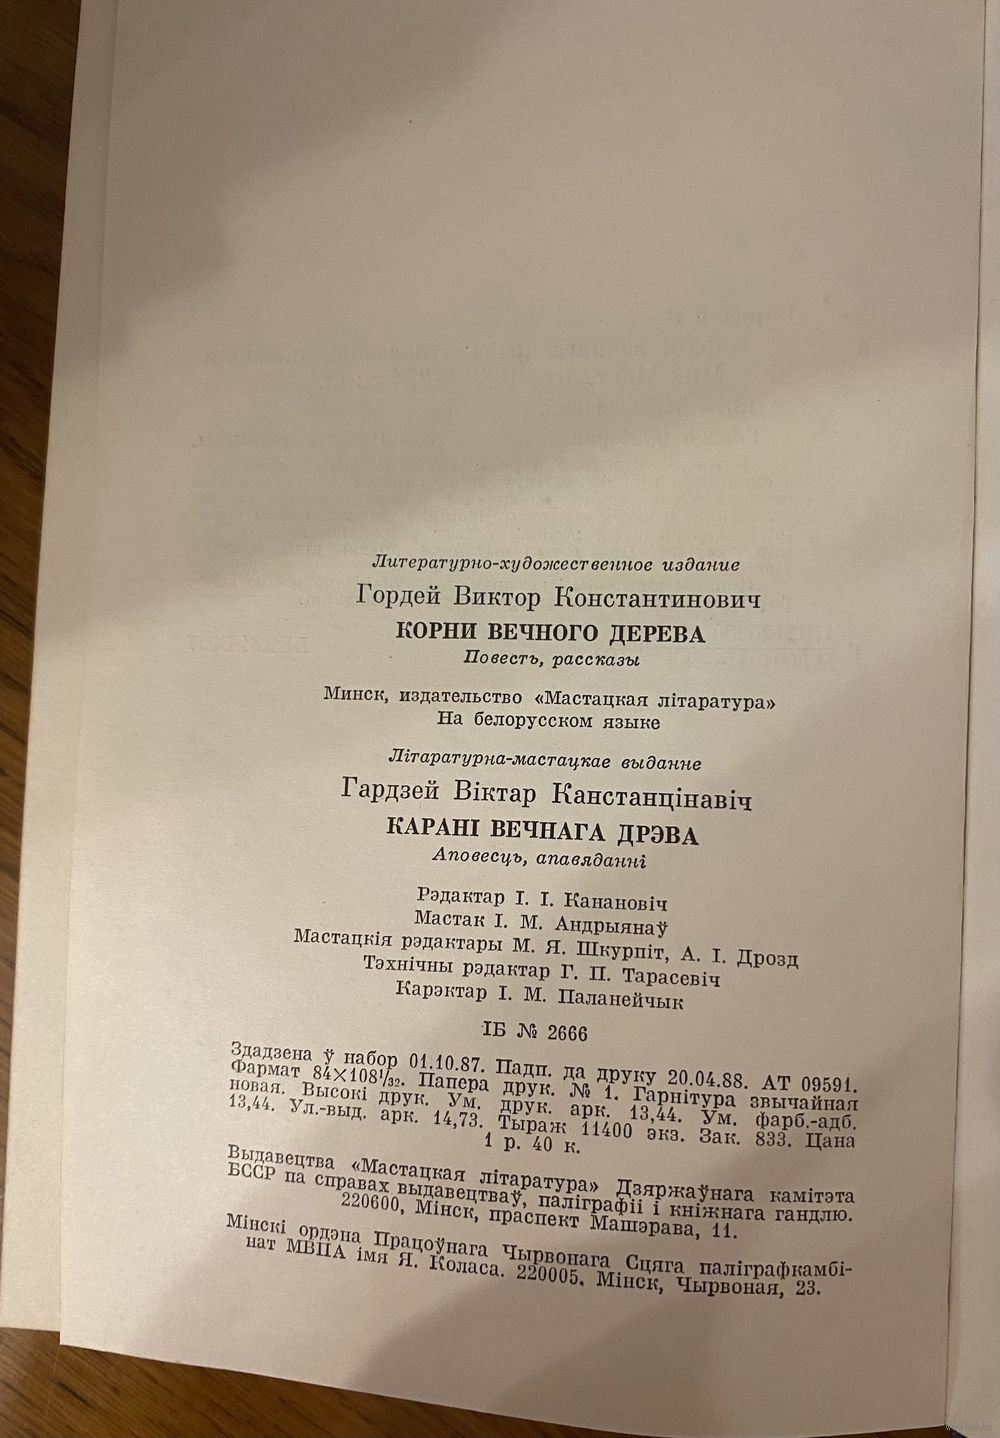 Литературно-художественное издание
Гордей Виктор Константинович
КОРНИ ВЕЧНОГО ДЕРЕВА
Повесть, рассказы
Минск, издательство «Мастацкая літаратура»
На белорусском языке
Літаратурна-мастацкае выданне
Гардзей Віктар Канстанцінавіч
КАРАНІ ВЕЧНАГА ДРЭВА
Аповесць, апавяданні
Рэдактар І. І. Канановіч
Мастак І. М. Андрыянаў
Мастацкія рэдактары М. Я. Шкурпіт, А. І. Дрозд
Тэхнічны рэдактар Г. П. Тарасевіч
Карэктар І. М. Паланейчык
ІБ № 2666
Здадзена ў набор 01.10.87. Падп. да друку 20.04.88. АТ 09591.
Фармат 84×108¹/₃₂. Папера друк. № 1. Гарнітура звычайная
новая. Высокі друк. Ум. друк. арк. 13,44. Ум. фарб.-адб.
13,44. Ул.-выд. арк. 14,73. Тыраж 11400 экз. Зак. 833. Цана
1 р. 40 к.
Выдавецтва «Мастацкая літаратура» Дзяржаўнага камітэта
БССР па справах выдавецтваў, паліграфіі і кніжнага гандлю.
220600, Мінск, праспект Машэрава, 11.
Мінскі ордэна Працоўнага Чырвонага Сцяга паліграфкамбі-
нат МВПА імя Я. Коласа. 220005. Мінск, Чырвоная, 23.